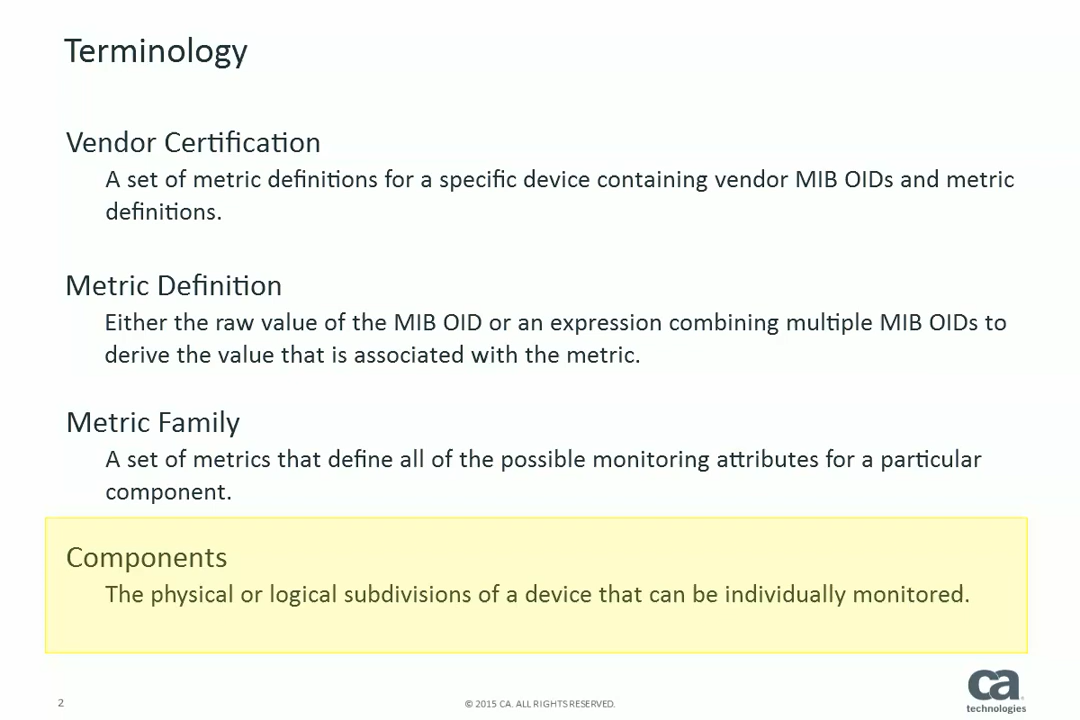 Terminology
Vendor Certification
A set of metric definitions for a specific device containing vendor MIB OIDs and metric
definitions.
Metric Definition
Either the raw value of the MIB OID or an expression combining multiple MIB OIDs to
derive the value that is associated with the metric.
Metric Family
A set of metrics that define all of the possible monitoring attributes for a particular
component.
Components
The physical or logical subdivisions of a device that can be individually monitored.
2
© 2015 CA. ALL RIGHTS RESERVED.
ca
technologies